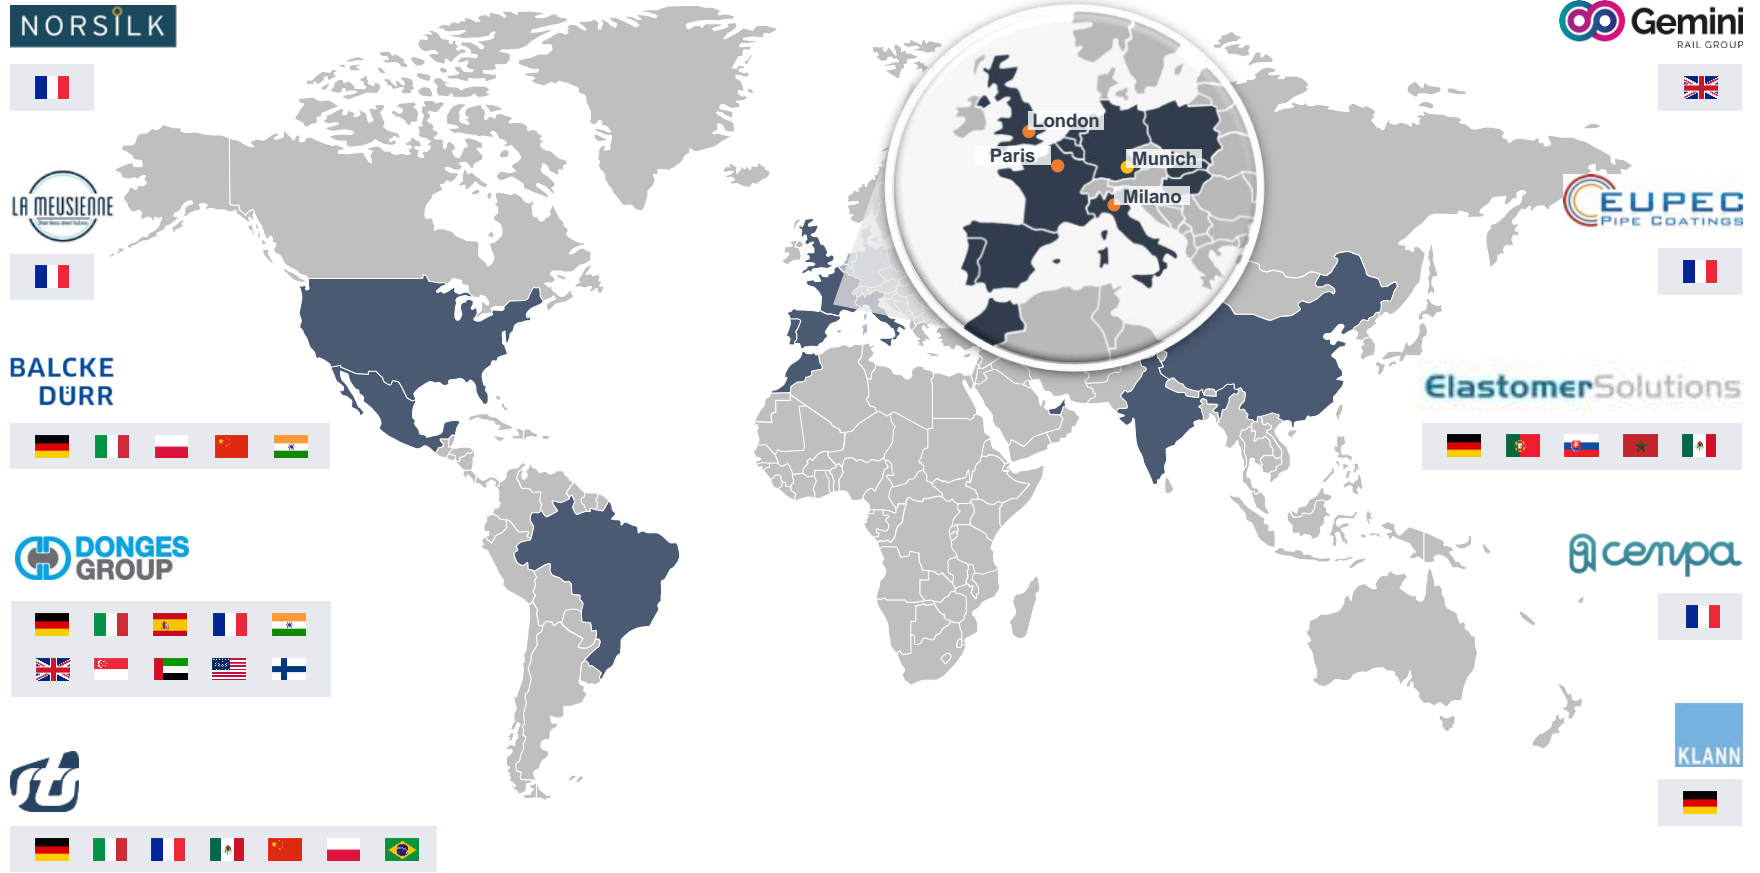 NORSILK
Gemini
RAIL GROUP
London
Paris
Munich
Milano
LA MEUSIENNE
EUPEC
PIPE COATINGS
BALCKE
DÜRR
ElastomerSolutions
DONGES
GROUP
cenpa
KLANN